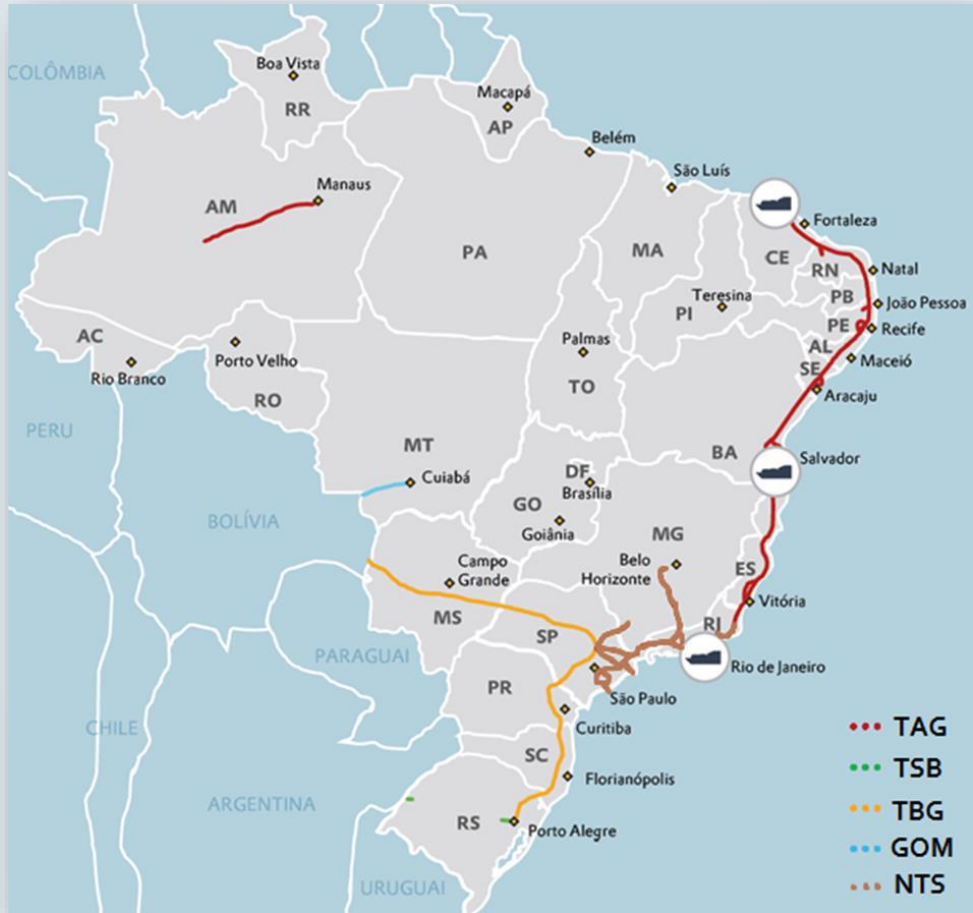 COLÔMBIA
Boa Vista
RR
Macapá
AP
Belém
São Luís
Manaus
AM
Fortaleza
PA
MA
CE
RN
Natal
PB
João Pessoa
Teresina
PI
PE
Recife
AC
Porto Velho
Palmas
AL
Maceió
Rio Branco
SE
TO
Aracaju
RO
PERU
MT
BA
Salvador
Cuiabá
DF
Brasília
GO
BOLÍVIA
Goiânia
MG
Belo
Horizonte
Campo
Grande
ES
Vitória
MS
RJ
SP
PARAGUAI
Rio de Janeiro
PR
São Paulo
CHILE
Curitiba
TAG
SC
TSB
Florianópolis
ARGENTINA
TBG
RS
Porto Alegre
GOM
URUGUAI
NTS